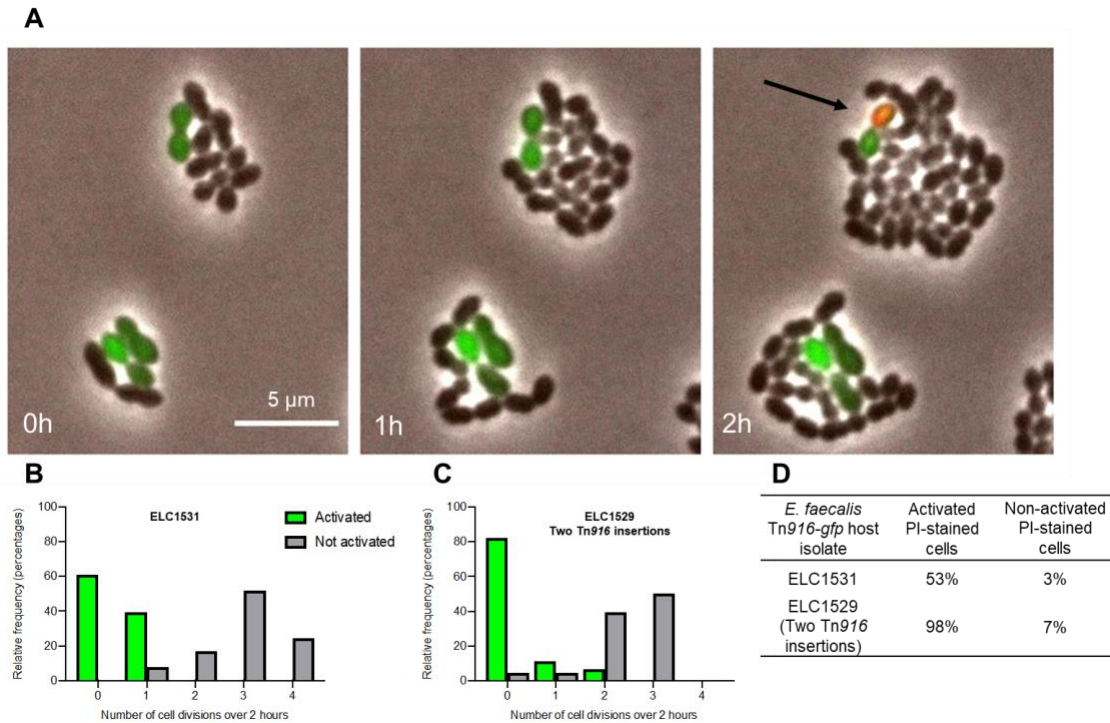 A
0h
5 µm
1h
2h
B
ELC1531
Activated
Not activated
Relative frequency (percentages)
100
80
60
40
20
0
0 1 2 3 4
Number of cell divisions over 2 hours
C
ELC1529
Two Tn916 insertions
Relative frequency (percentages)
100
80
60
40
20
0
0 1 2 3 4
Number of cell divisions over 2 hours
D
E. faecalis Activated Non-activated
Tn916-gfp host PI-stained PI-stained
isolate cells cells
ELC1531 53% 3%
ELC1529
(Two Tn916 98% 7%
insertions)